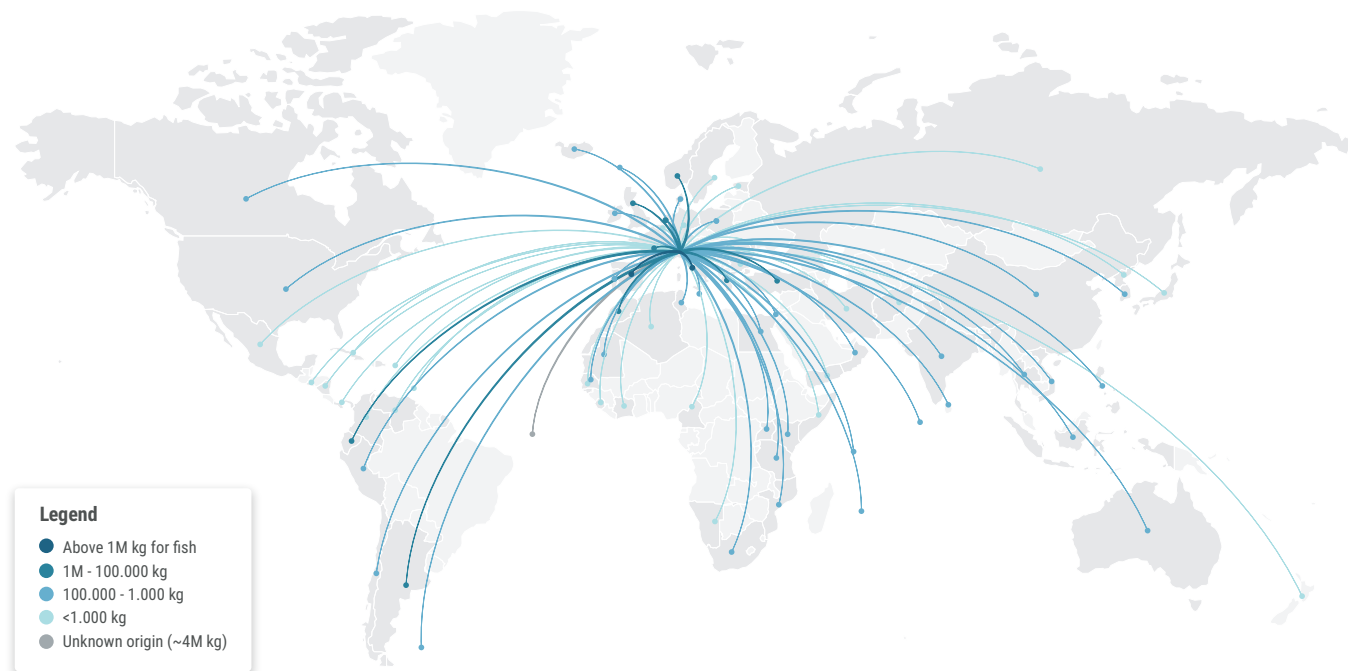 Legend
Above 1M kg for fish
1M - 100.000 kg
100.000 - 1.000 kg
<1.000 kg
Unknown origin (~4M kg)